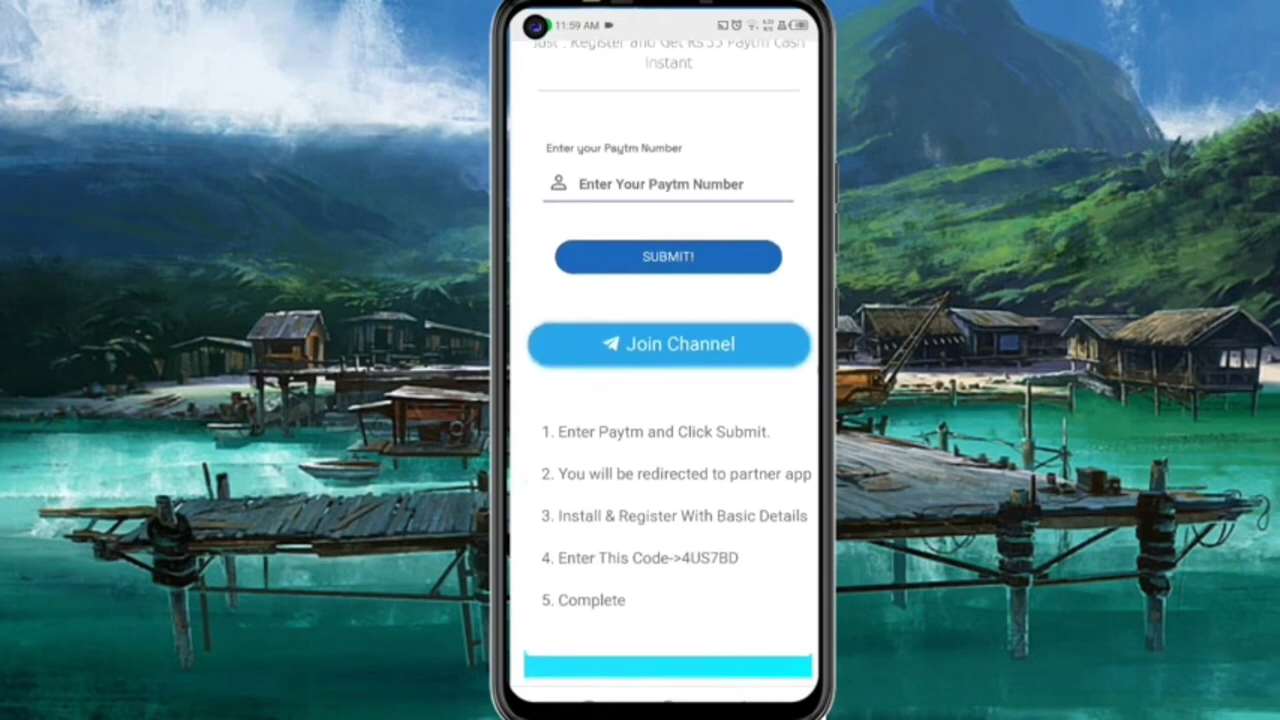 11:59 AM
Just : Register and Get Rs.35 Paytm Cash
Instant
Enter your Paytm Number
Enter Your Paytm Number
SUBMIT!
Join Channel
1. Enter Paytm and Click Submit.
2. You will be redirected to partner app
3. Install & Register With Basic Details
4. Enter This Code->4US7BD
5. Complete